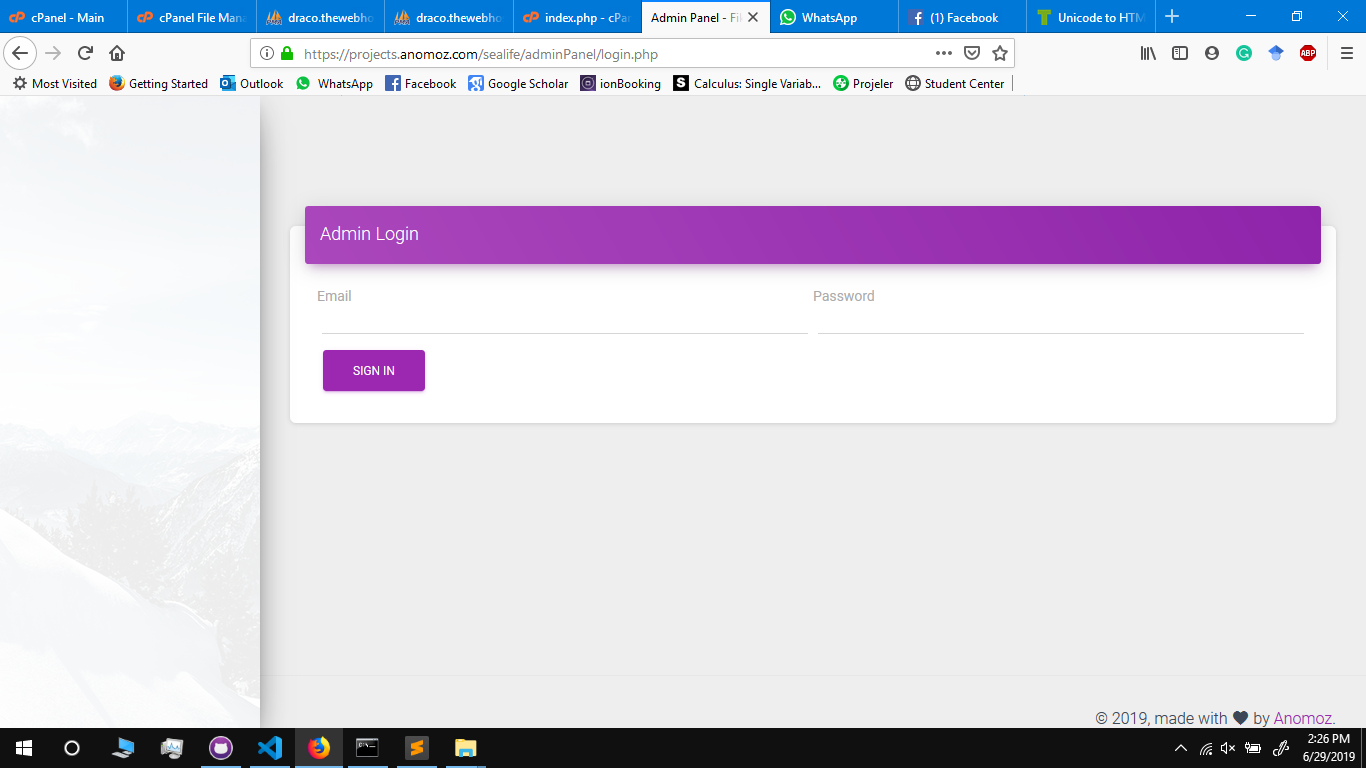 cPanel - Main
cPanel File Mana
draco.thewebho
draco.thewebho
index.php - cPan
Admin Panel - Fi
WhatsApp
(1) Facebook
Unicode to HTM
https://projects.anomoz.com/sealife/adminPanel/login.php
ABP
Most Visited
Getting Started
Outlook
WhatsApp
Facebook
Google Scholar
ionBooking
Calculus: Single Variab...
Projeler
Student Center
Admin Login
Email
Password
SIGN IN
© 2019, made with ♥ by Anomoz.
2:26 PM
6/29/2019